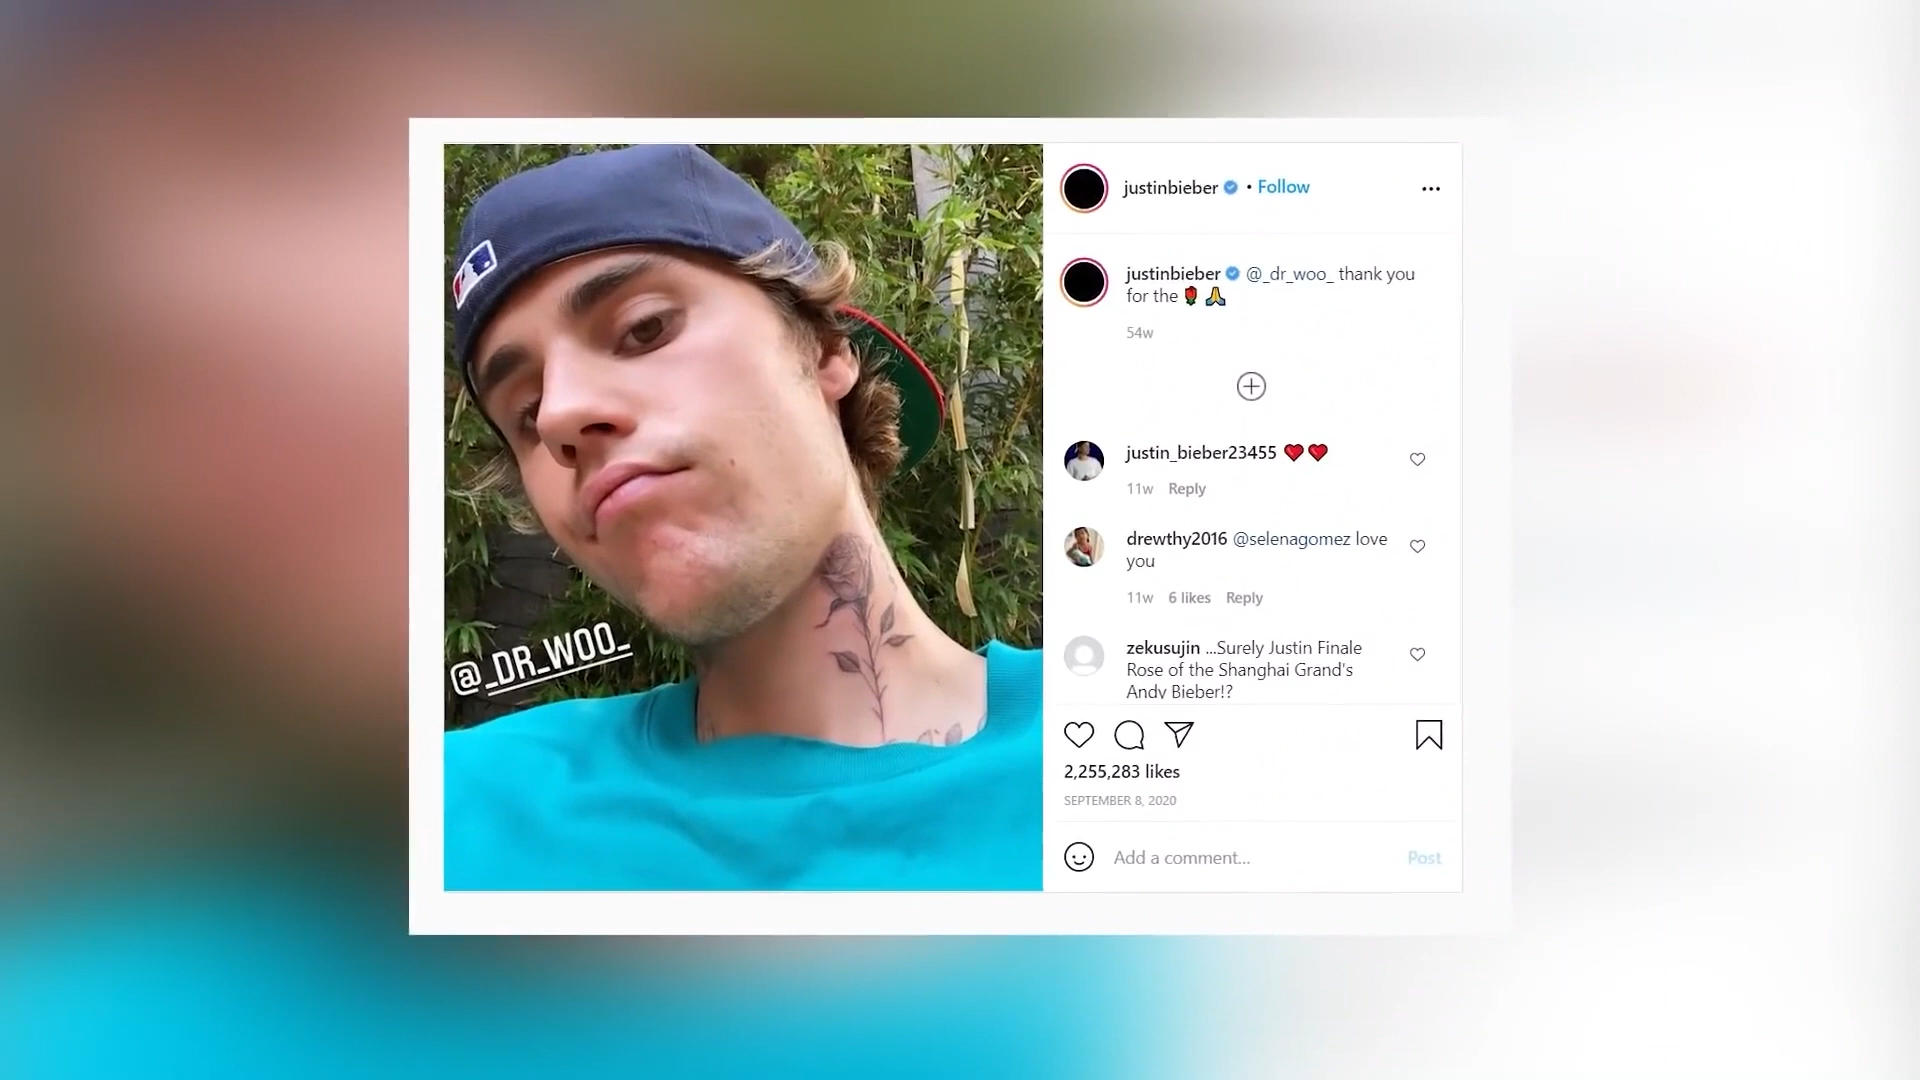 @_DR_WOO_
justinbieber • Follow
justinbieber @_dr_woo_ thank you
for the 🌹 🙏
54w
justin_bieber23455 ❤️❤️
11w Reply
drewthy2016 @selenagomez love
you
11w 6 likes Reply
zekusujin ...Surely Justin Finale
Rose of the Shanghai Grand's
Andy Bieber!?
2,255,283 likes
SEPTEMBER 8, 2020
Add a comment... Post